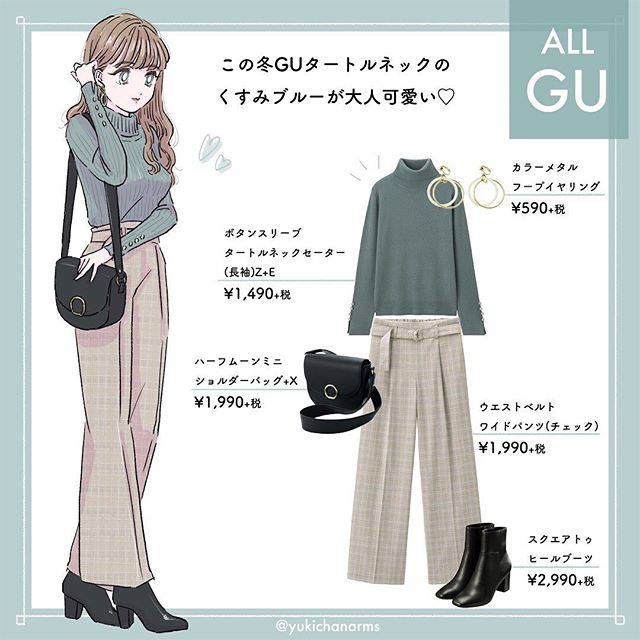 ALL
GU
この冬GUタートルネックの
くすみブルーが大人可愛い♡
カラーメタル
フープイヤリング
¥590+税
ボタンスリーブ
タートルネックセーター
(長袖)Z+E
¥1,490+税
ハーフムーンミニ
ショルダーバッグ+X
¥1,990+税
ウエストベルト
ワイドパンツ(チェック)
¥1,990+税
スクエアトゥ
ヒールブーツ
¥2,990+税
@yukichanarms